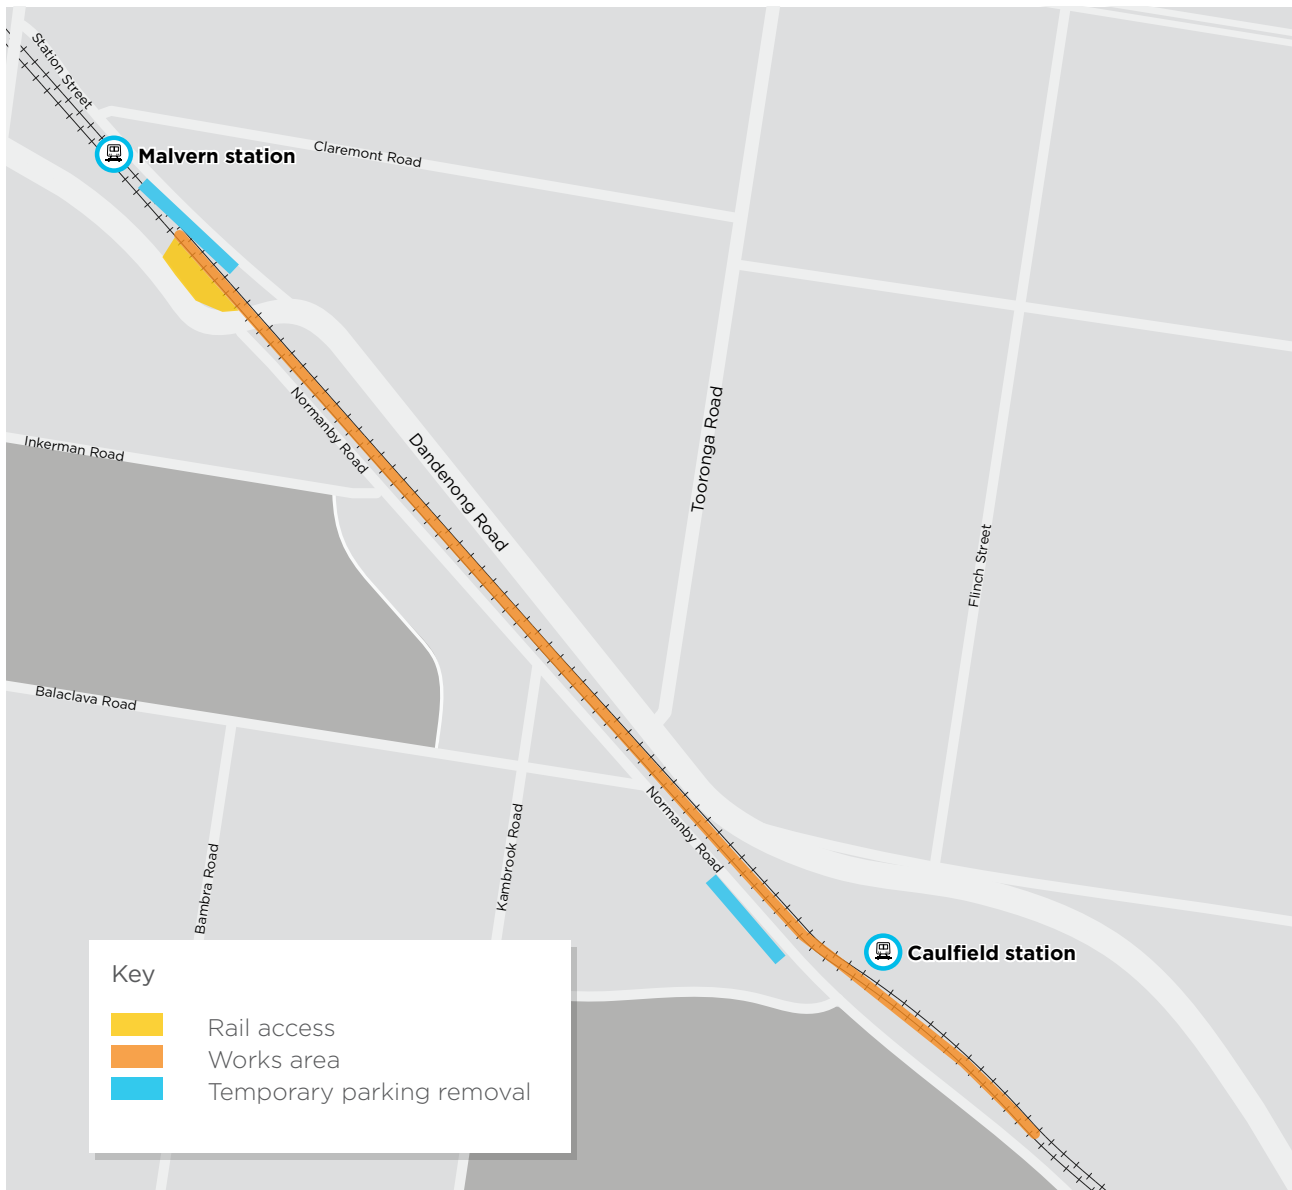 Station Street
Malvern station
Claremont Road
Normanby Road
Inkerman Road
Dandenong Road
Tooronga Road
Flinch Street
Balaclava Road
Normanby Road
Kambrook Road
Bambra Road
Caulfield station
Key
Rail access
Works area
Temporary parking removal